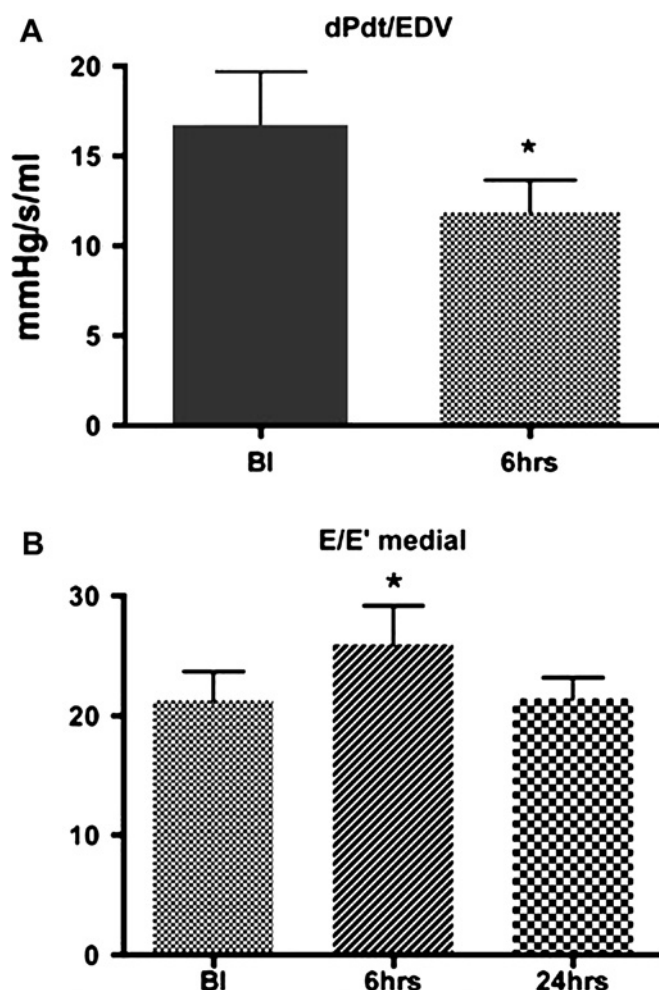 A
dPdt/EDV
mmHg/s/ml
20
15
10
5
0
*
Bl
6hrs
B
E/E' medial
30
20
10
0
*
Bl
6hrs
24hrs